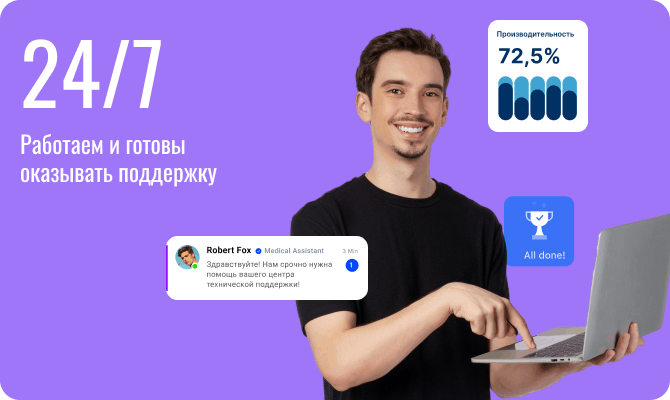 24/7
Работаем и готовы
оказывать поддержку
Производительность
72,5%
Robert Fox Medical Assistant 3 Min
Здравствуйте! Нам срочно нужна
помощь вашего центра
технической поддержки!
1
All done!